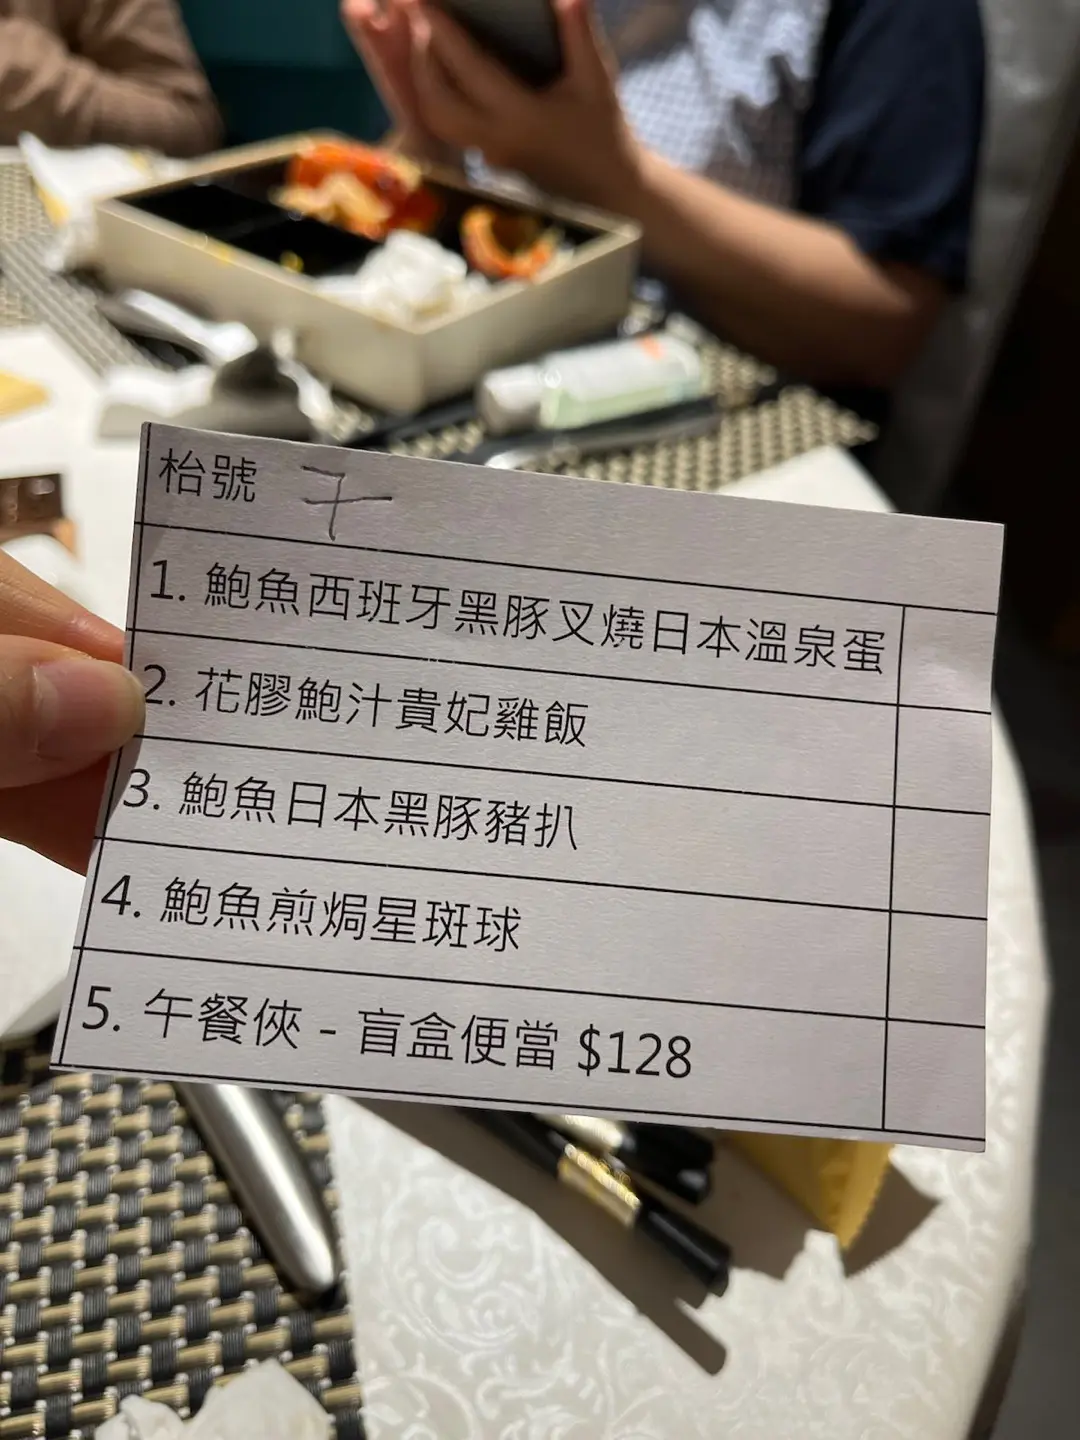 枱號 7
1. 鮑魚西班牙黑豚叉燒日本溫泉蛋
2. 花膠鮑汁貴妃雞飯
3. 鮑魚日本黑豚豬扒
4. 鮑魚煎焗星斑球
5. 午餐俠 - 盲盒便當 $128